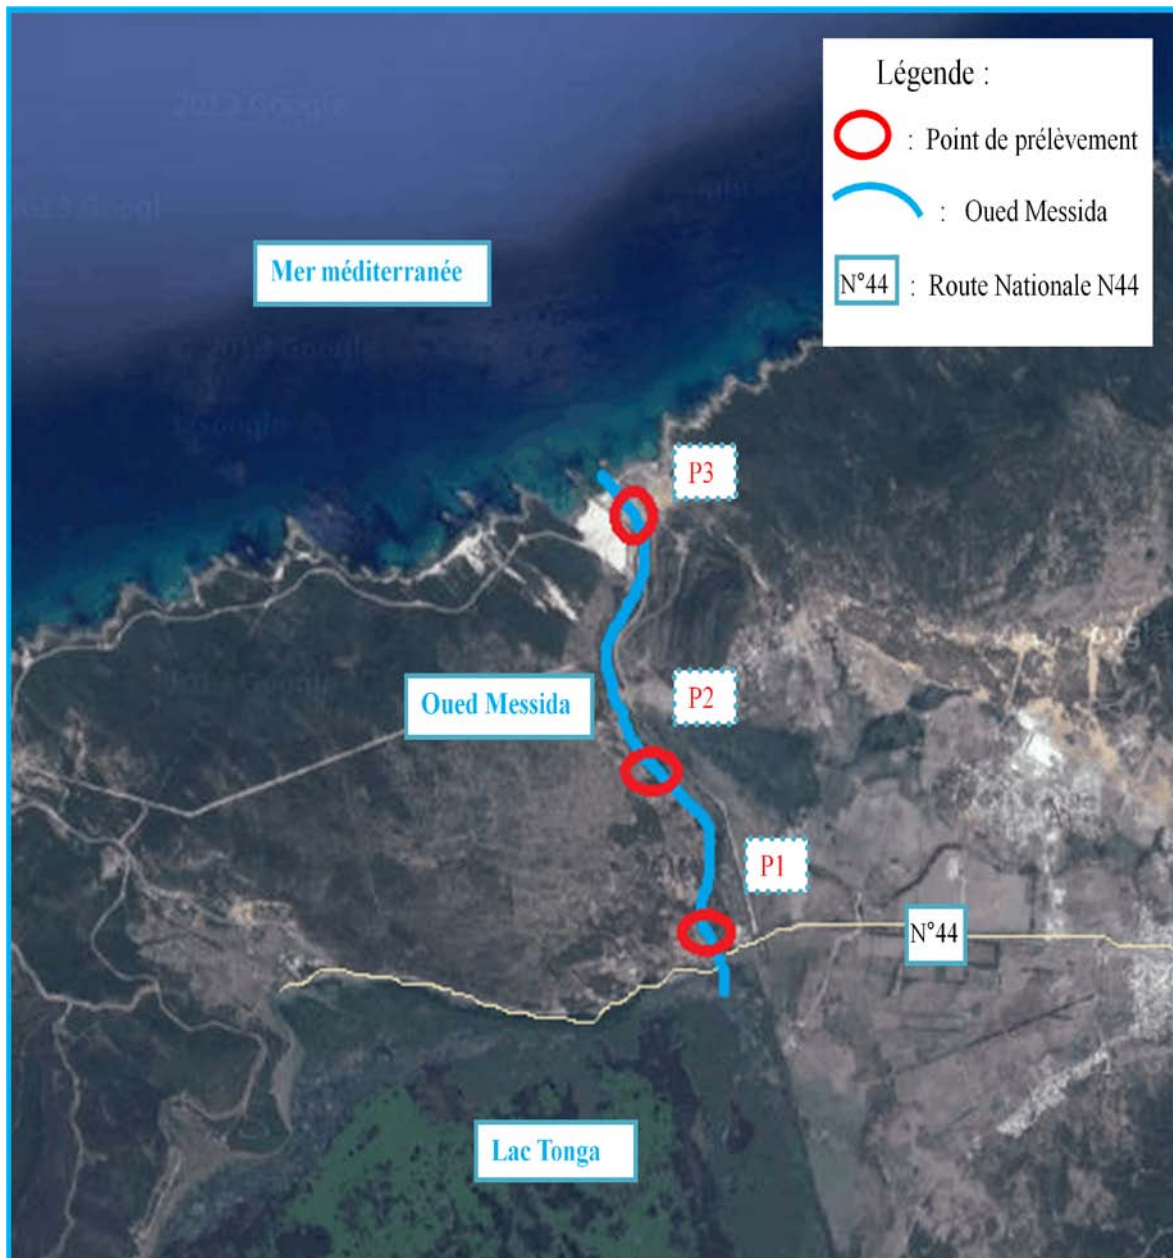 Légende :
: Point de prélèvement
: Oued Messida
N°44 : Route Nationale N44
Mer méditerranée
P3
Oued Messida
P2
P1
N°44
Lac Tonga